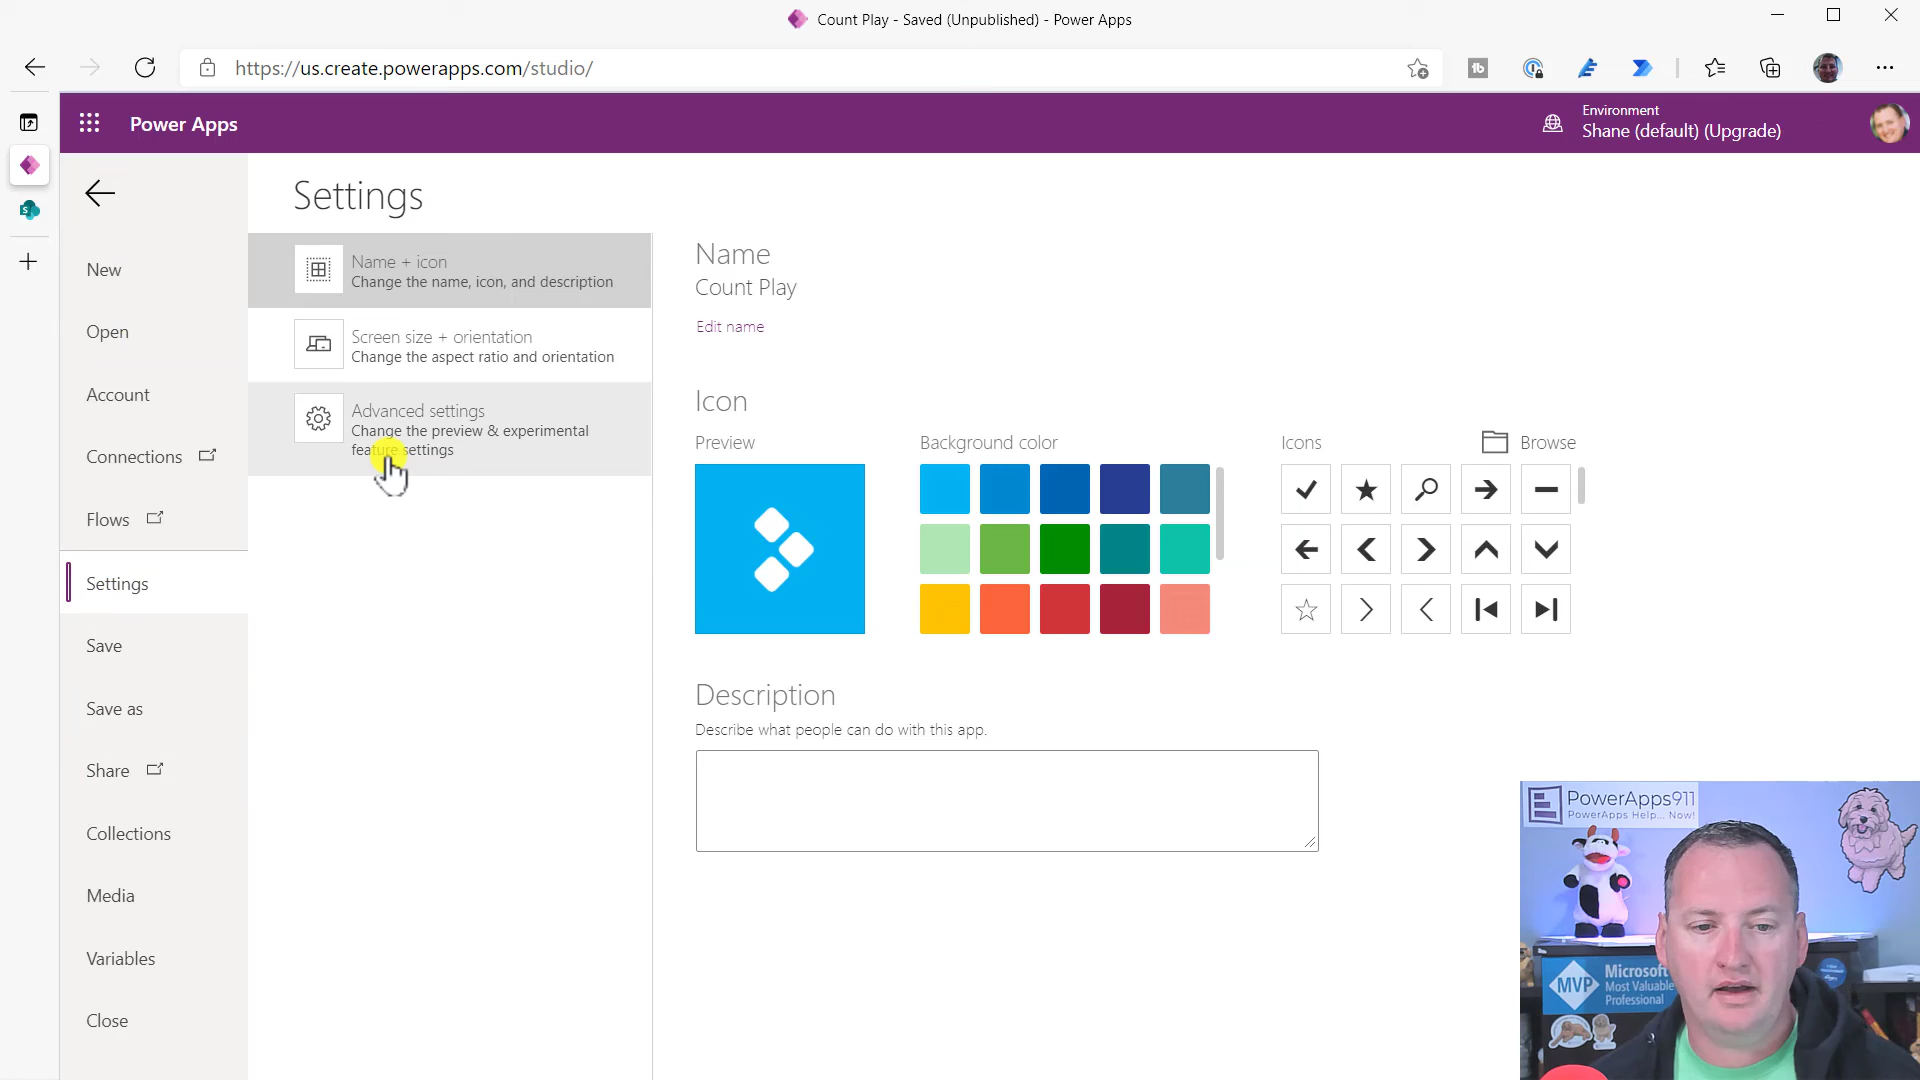 Count Play - Saved (Unpublished) - Power Apps
https://us.create.powerapps.com/studio/
Power Apps
Environment
Shane (default) (Upgrade)
Settings
New
Open
Account
Connections
Flows
Settings
Save
Save as
Share
Collections
Media
Variables
Close
Name + icon
Change the name, icon, and description
Screen size + orientation
Change the aspect ratio and orientation
Advanced settings
Change the preview & experimental
feature settings
Name
Count Play
Edit name
Icon
Preview
Background color
Icons
Browse
Description
Describe what people can do with this app.
PowerApps911
PowerApps Help... Now!
MVP
Microsoft
Most Valuable
Professional